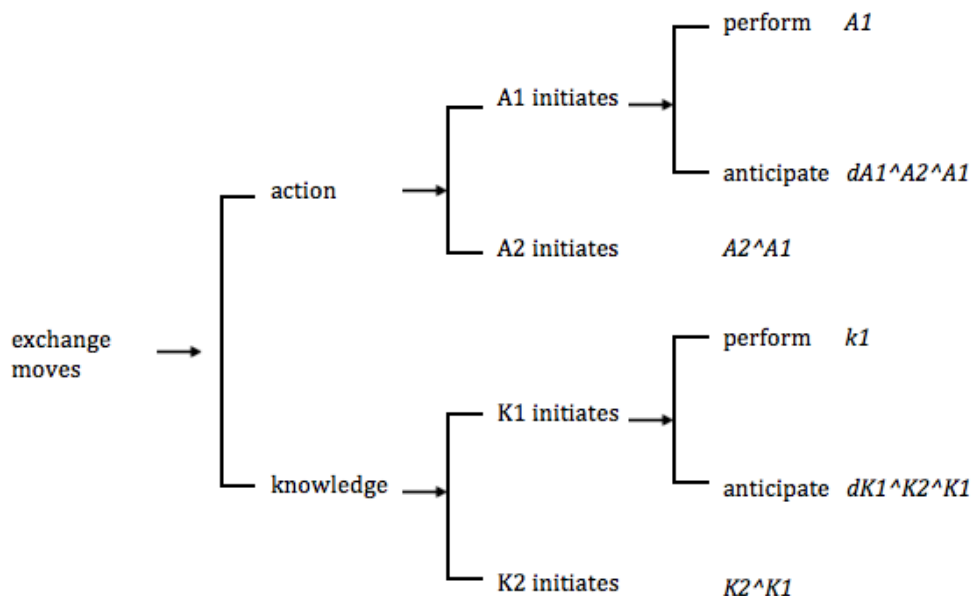 perform A1
A1 initiates
anticipate dA1^A2^A1
action
A2 initiates A2^A1
exchange
moves
perform k1
K1 initiates
anticipate dK1^K2^K1
knowledge
K2 initiates K2^K1